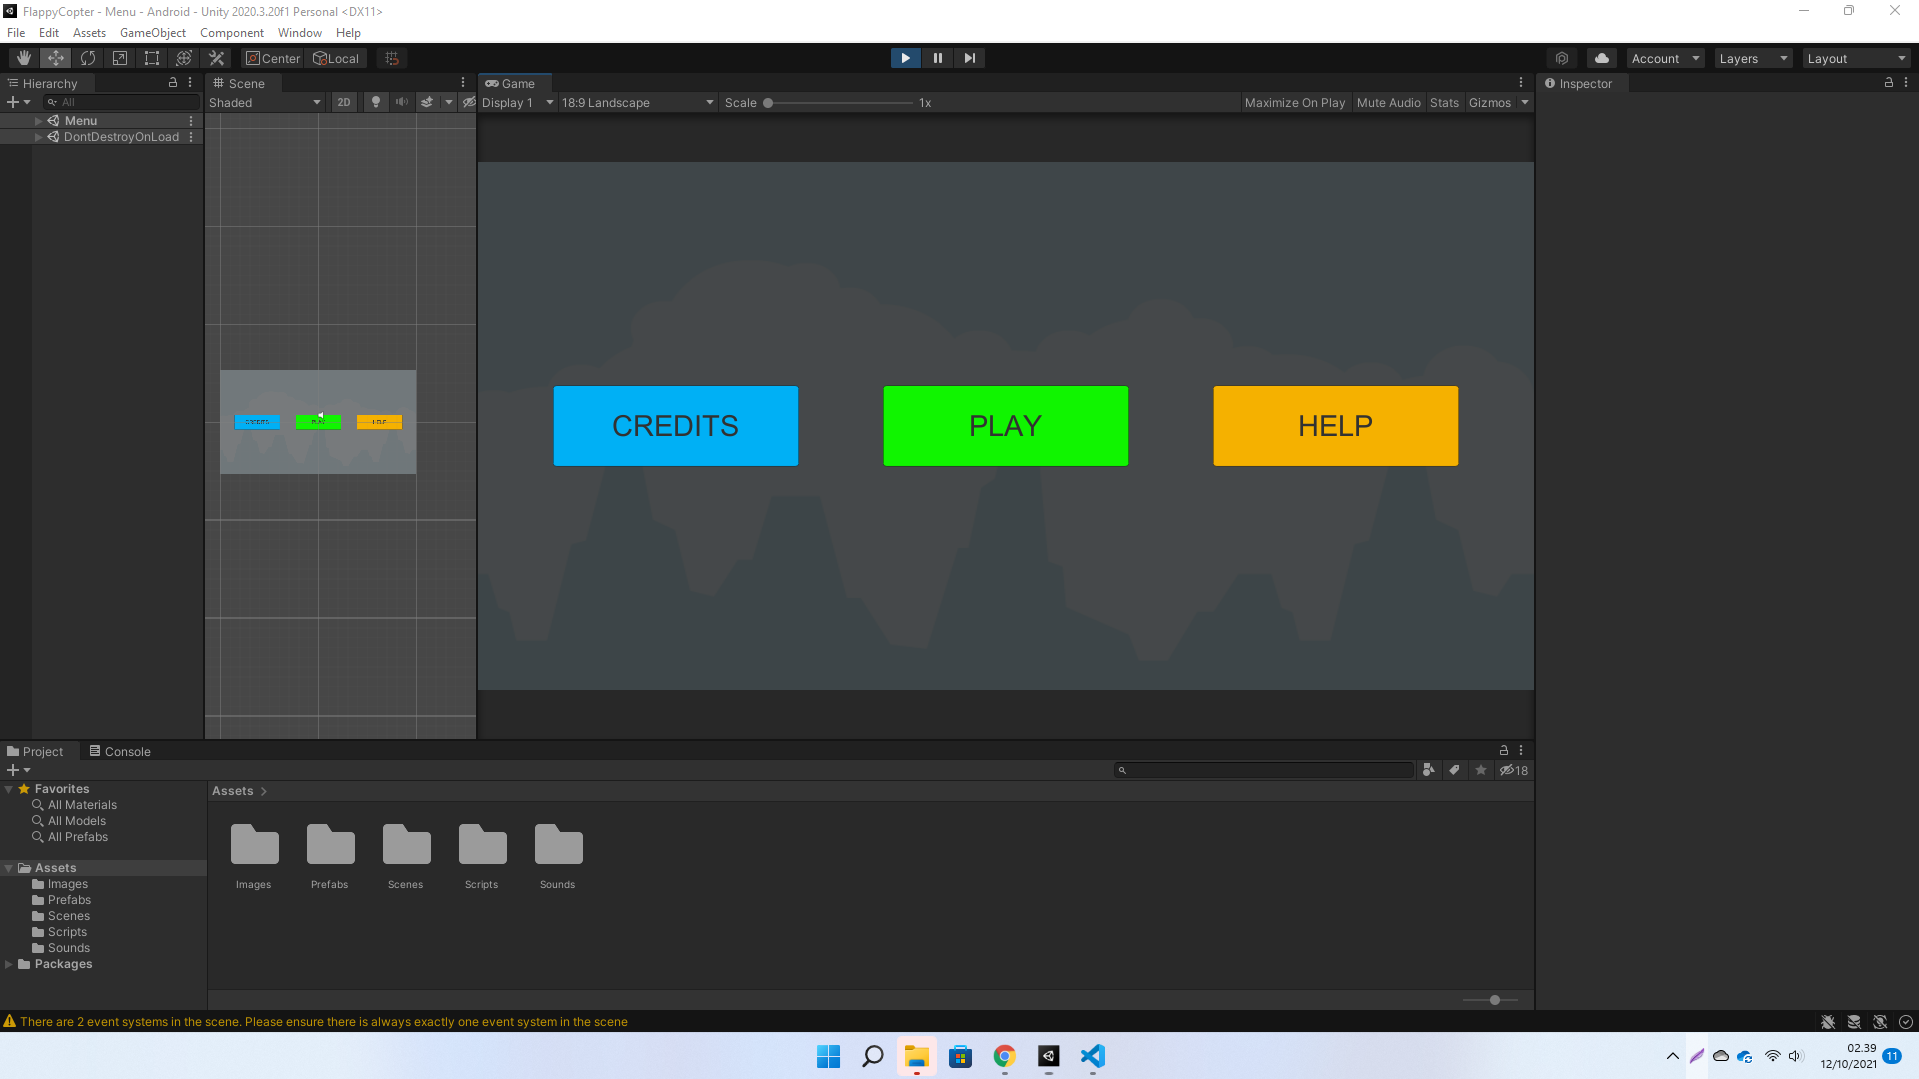 FlappyCopter - Menu - Android - Unity 2020.3.20f1 Personal <DX11>
File Edit Assets GameObject Component Window Help
Center Local Account Layers Layout
Hierarchy Scene Game Inspector
All Shaded 2D Display 1 18:9 Landscape Scale 1x Maximize On Play Mute Audio Stats Gizmos
Menu
DontDestroyOnLoad
CREDITS PLAY HELP
CREDITS PLAY HELP
Project Console
18
Favorites
Assets
All Materials
All Models
All Prefabs
Assets
Images
Prefabs
Scenes
Scripts
Sounds
Packages
Images Prefabs Scenes Scripts Sounds
There are 2 event systems in the scene. Please ensure there is always exactly one event system in the scene
02.39
12/10/2021
11